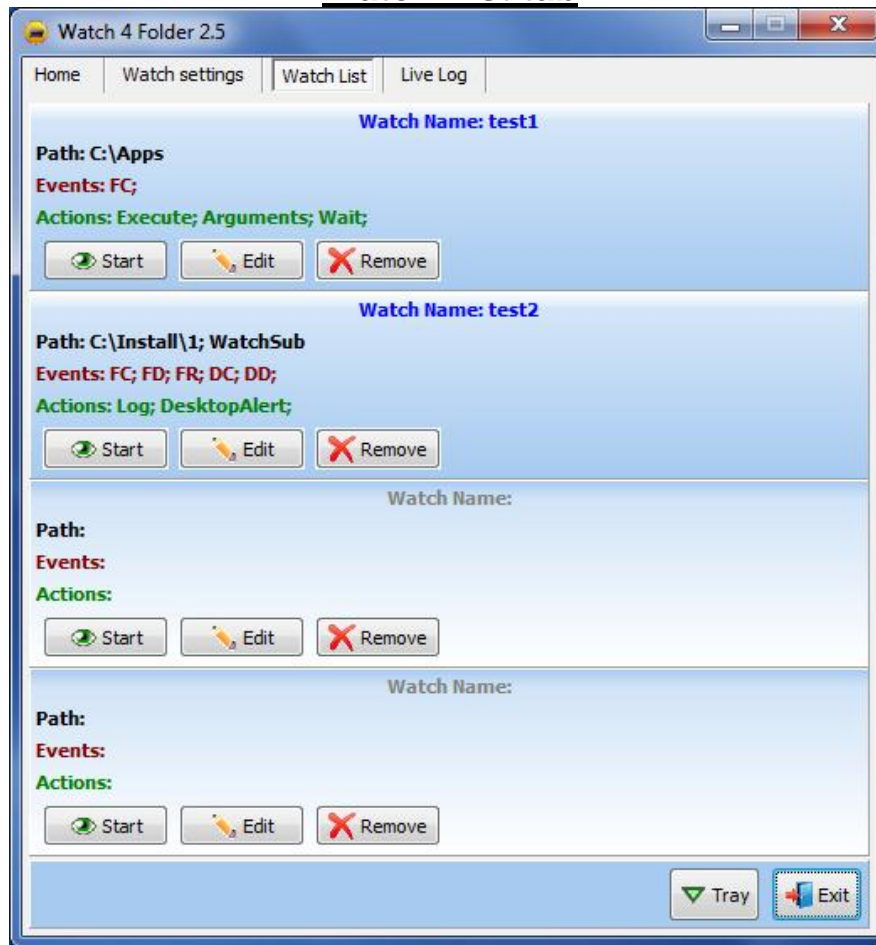 Watch 4 Folder 2.5
Home Watch settings Watch List Live Log
Watch Name: test1
Path: C:\Apps
Events: FC;
Actions: Execute; Arguments; Wait;
Start Edit Remove
Watch Name: test2
Path: C:\Install\1; WatchSub
Events: FC; FD; FR; DC; DD;
Actions: Log; DesktopAlert;
Start Edit Remove
Watch Name:
Path:
Events:
Actions:
Start Edit Remove
Watch Name:
Path:
Events:
Actions:
Start Edit Remove
Tray Exit